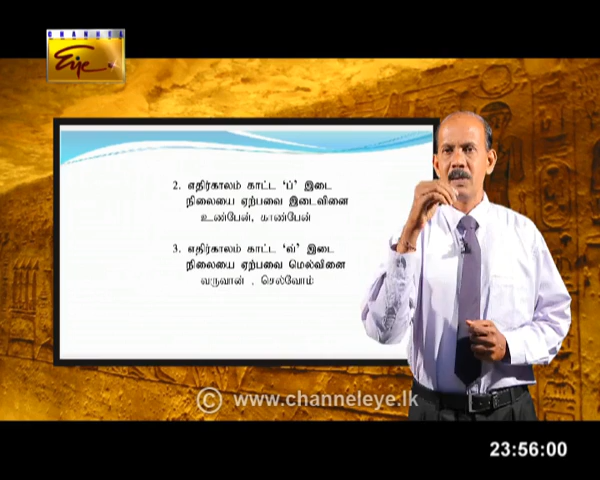 CHANNEL
Eye
2. எதிர்காலம் காட்ட ‘ப்’ இடை
நிலையை ஏற்பவை இடைவினை
உண்பேன், காண்பேன்
3. எதிர்காலம் காட்ட ‘வ்’ இடை
நிலையை ஏற்பவை மெல்வினை
வருவான் , செல்வோம்
© www.channeleye.lk
23:56:00